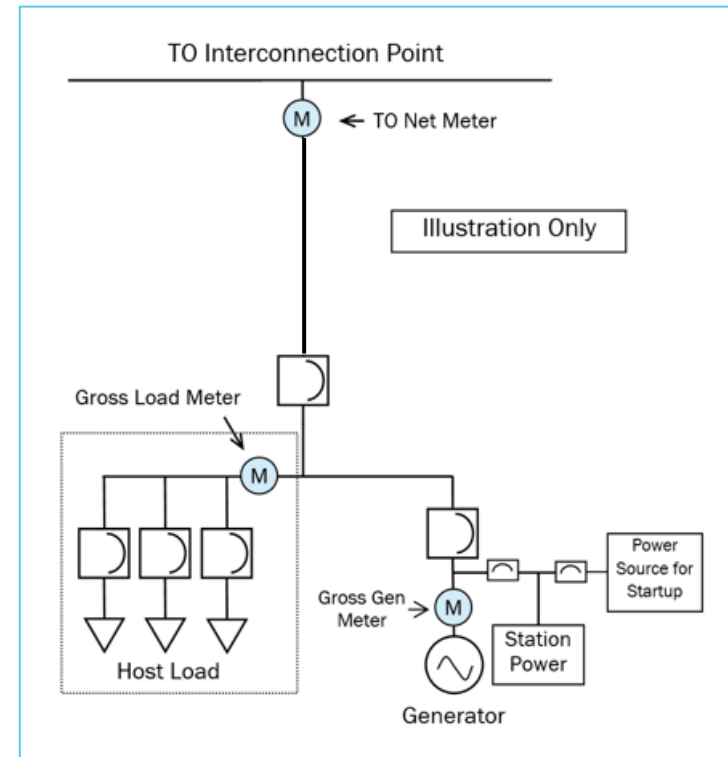 TO Interconnection Point
M
TO Net Meter
Illustration Only
Gross Load Meter
M
Power
Source for
Startup
Gross Gen
Meter
M
Station
Power
Host Load
Generator